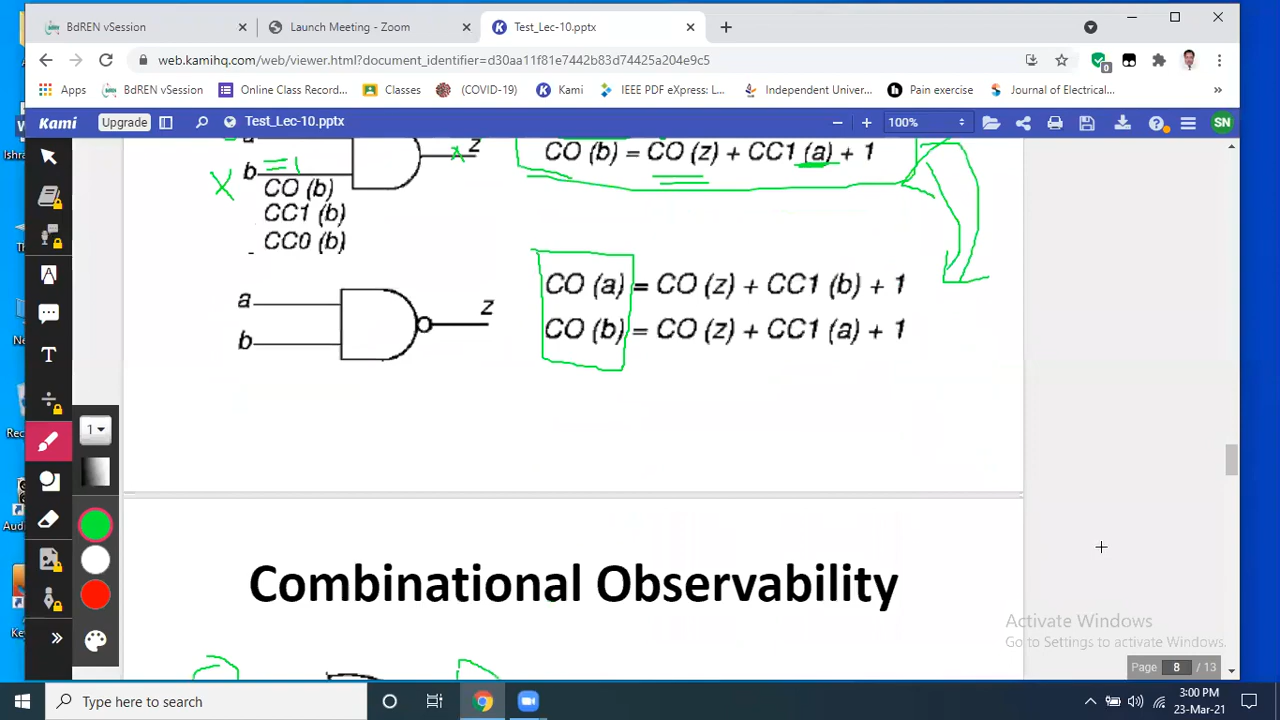 BdREN vSession
Launch Meeting - Zoom
Test_Lec-10.pptx
web.kamihq.com/web/viewer.html?document_identifier=d30aa11f81e7442b83d74425a204e9c5
Apps
BdREN vSession
Online Class Record...
Classes
(COVID-19)
Kami
IEEE PDF eXpress: L...
Independent Univer...
Pain exercise
Journal of Electrical...
»
Kami
Upgrade
Test_Lec-10.pptx
100%
SN
a
z
CO (b) = CO (z) + CC1 (a) + 1
x
= 1
x
b
CO (b)
CC1 (b)
CC0 (b)
a
b
z
CO (a) = CO (z) + CC1 (b) + 1
CO (b) = CO (z) + CC1 (a) + 1
1
Combinational Observability
Activate Windows
Go to Settings to activate Windows.
Page 8 / 13
Type here to search
3:00 PM
23-Mar-21